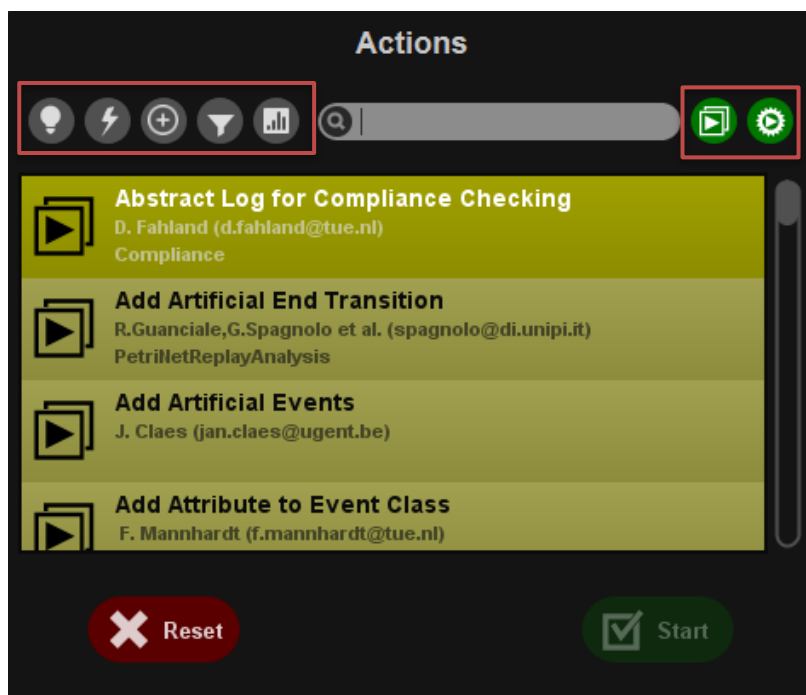 Actions
Abstract Log for Compliance Checking
D. Fahland (d.fahland@tue.nl)
Compliance
Add Artificial End Transition
R.Guanciale,G.Spagnolo et al. (spagnolo@di.unipi.it)
PetriNetReplayAnalysis
Add Artificial Events
J. Claes (jan.claes@ugent.be)
Add Attribute to Event Class
F. Mannhardt (f.mannhardt@tue.nl)
Reset
Start